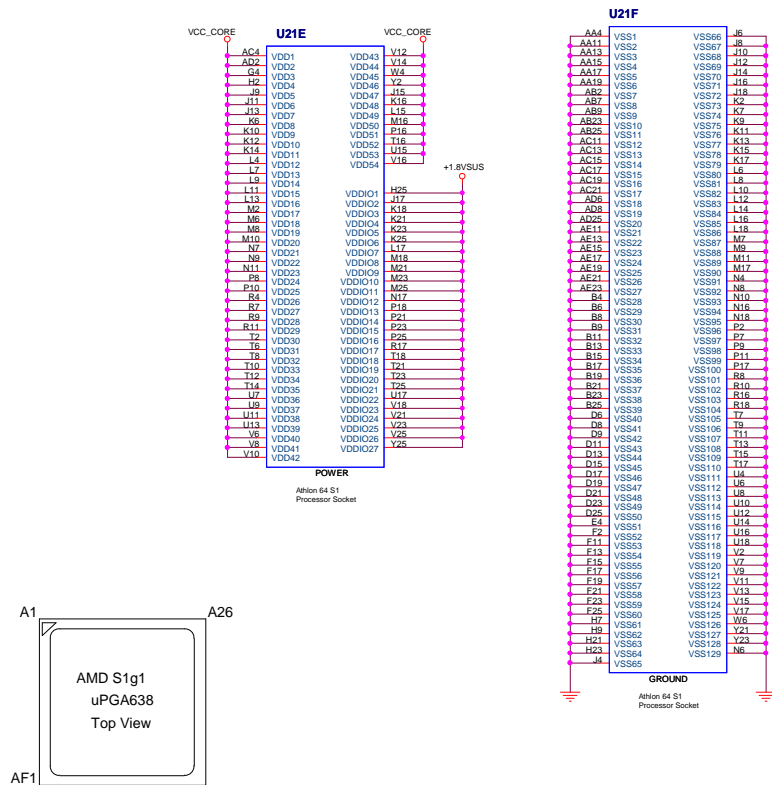 U21E
VCC_CORE VCC_CORE
AC4 VDD1 VDD43 V12
AD2 VDD2 VDD44 V14
G4 VDD3 VDD45 W4
H2 VDD4 VDD46 Y2
J9 VDD5 VDD47 J15
J11 VDD6 VDD48 K16
J13 VDD7 VDD49 L15
K6 VDD8 VDD50 M16
K10 VDD9 VDD51 P16
K12 VDD10 VDD52 T16
K14 VDD11 VDD53 U15
L4 VDD12 VDD54 V16
L7 VDD13
L9 VDD14
+1.8VSUS
L11 VDD15 VDDIO1 H25
L13 VDD16 VDDIO2 J17
M2 VDD17 VDDIO3 K18
M6 VDD18 VDDIO4 K21
M8 VDD19 VDDIO5 K23
M10 VDD20 VDDIO6 K25
N7 VDD21 VDDIO7 L17
N9 VDD22 VDDIO8 M18
N11 VDD23 VDDIO9 M21
P8 VDD24 VDDIO10 M23
P10 VDD25 VDDIO11 M25
R4 VDD26 VDDIO12 N17
R7 VDD27 VDDIO13 P18
R9 VDD28 VDDIO14 P21
R11 VDD29 VDDIO15 P23
T2 VDD30 VDDIO16 P25
T6 VDD31 VDDIO17 R17
T8 VDD32 VDDIO18 T18
T10 VDD33 VDDIO19 T21
T12 VDD34 VDDIO20 T23
T14 VDD35 VDDIO21 T25
U7 VDD36 VDDIO22 U17
U9 VDD37 VDDIO23 V18
U11 VDD38 VDDIO24 V21
U13 VDD39 VDDIO25 V23
V6 VDD40 VDDIO26 V25
V8 VDD41 VDDIO27 Y25
V10 VDD42
POWER
Athlon 64 S1
Processor Socket
U21F
AA4 VSS1 VSS66 J6
AA11 VSS2 VSS67 J8
AA13 VSS3 VSS68 J10
AA15 VSS4 VSS69 J12
AA17 VSS5 VSS70 J14
AA19 VSS6 VSS71 J16
AB2 VSS7 VSS72 J18
AB7 VSS8 VSS73 K2
AB9 VSS9 VSS74 K7
AB23 VSS10 VSS75 K9
AB25 VSS11 VSS76 K11
AC11 VSS12 VSS77 K13
AC13 VSS13 VSS78 K15
AC15 VSS14 VSS79 K17
AC17 VSS15 VSS80 L6
AC19 VSS16 VSS81 L8
AC21 VSS17 VSS82 L10
AD6 VSS18 VSS83 L12
AD8 VSS19 VSS84 L14
AD25 VSS20 VSS85 L16
AE11 VSS21 VSS86 L18
AE13 VSS22 VSS87 M7
AE15 VSS23 VSS88 M9
AE17 VSS24 VSS89 M11
AE19 VSS25 VSS90 M17
AE21 VSS26 VSS91 N4
AE23 VSS27 VSS92 N8
B4 VSS28 VSS93 N10
B6 VSS29 VSS94 N16
B8 VSS30 VSS95 N18
B9 VSS31 VSS96 P2
B11 VSS32 VSS97 P7
B13 VSS33 VSS98 P9
B15 VSS34 VSS99 P11
B17 VSS35 VSS100 P17
B19 VSS36 VSS101 R8
B21 VSS37 VSS102 R10
B23 VSS38 VSS103 R16
B25 VSS39 VSS104 R18
D6 VSS40 VSS105 T7
D8 VSS41 VSS106 T9
D9 VSS42 VSS107 T11
D11 VSS43 VSS108 T13
D13 VSS44 VSS109 T15
D15 VSS45 VSS110 T17
D17 VSS46 VSS111 U4
D19 VSS47 VSS112 U6
D21 VSS48 VSS113 U8
D23 VSS49 VSS114 U10
D25 VSS50 VSS115 U12
E4 VSS51 VSS116 U14
F2 VSS52 VSS117 U16
F11 VSS53 VSS118 U18
F13 VSS54 VSS119 V2
F15 VSS55 VSS120 V7
F17 VSS56 VSS121 V9
F19 VSS57 VSS122 V11
F21 VSS58 VSS123 V13
F23 VSS59 VSS124 V15
F25 VSS60 VSS125 V17
H7 VSS61 VSS126 W6
H9 VSS62 VSS127 Y21
H21 VSS63 VSS128 Y23
H23 VSS64 VSS129 N6
J4 VSS65
GROUND
Athlon 64 S1
Processor Socket
A1 A26
AMD S1g1
uPGA638
Top View
AF1